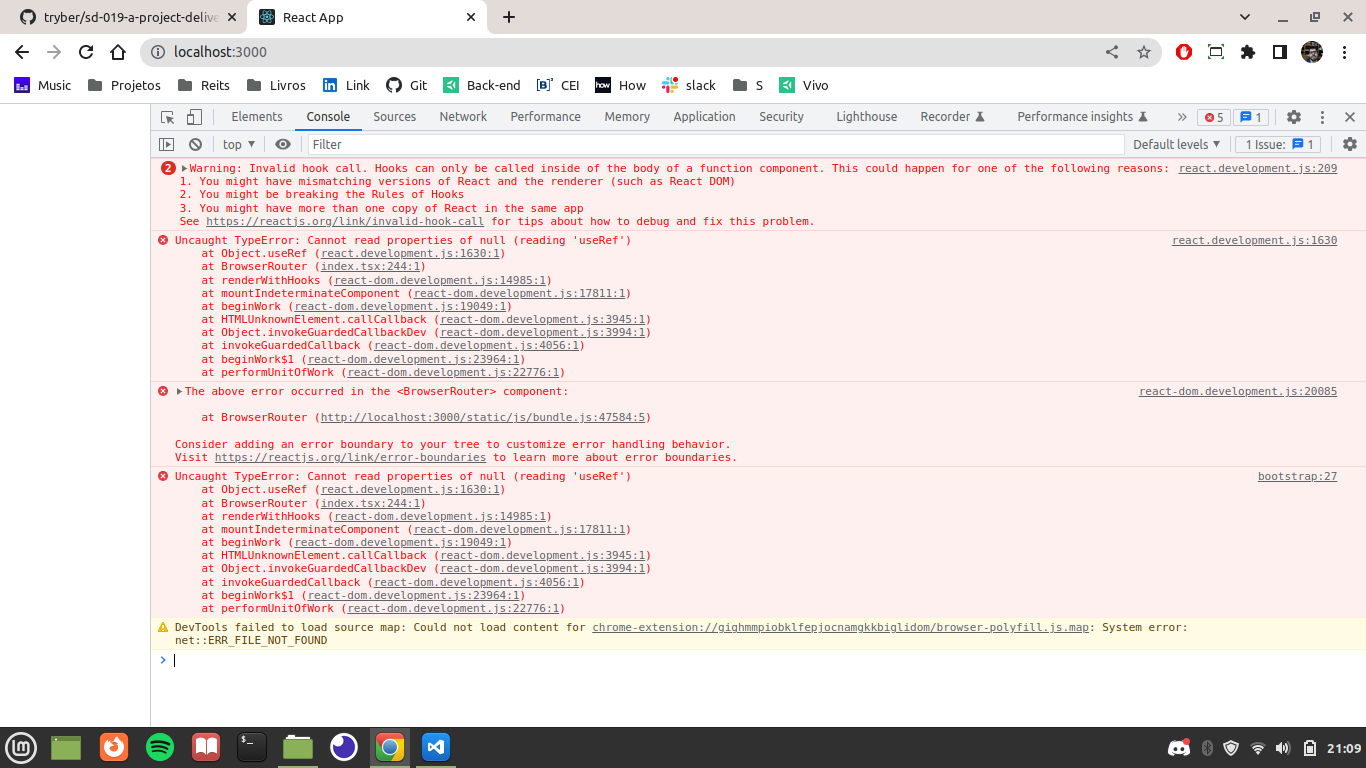 tryber/sd-019-a-project-delive
React App
localhost:3000
Music Projetos Reits Livros Link Git Back-end CEI how How slack S Vivo
Elements Console Sources Network Performance Memory Application Security Lighthouse Recorder Performance insights » 5 1
top Filter Default levels 1 Issue: 1
2 Warning: Invalid hook call. Hooks can only be called inside of the body of a function component. This could happen for one of the following reasons: react.development.js:209
1. You might have mismatching versions of React and the renderer (such as React DOM)
2. You might be breaking the Rules of Hooks
3. You might have more than one copy of React in the same app
See https://reactjs.org/link/invalid-hook-call for tips about how to debug and fix this problem.
Uncaught TypeError: Cannot read properties of null (reading 'useRef') react.development.js:1630
at Object.useRef (react.development.js:1630:1)
at BrowserRouter (index.tsx:244:1)
at renderWithHooks (react-dom.development.js:14985:1)
at mountIndeterminateComponent (react-dom.development.js:17811:1)
at beginWork (react-dom.development.js:19049:1)
at HTMLUnknownElement.callCallback (react-dom.development.js:3945:1)
at Object.invokeGuardedCallbackDev (react-dom.development.js:3994:1)
at invokeGuardedCallback (react-dom.development.js:4056:1)
at beginWork$1 (react-dom.development.js:23964:1)
at performUnitOfWork (react-dom.development.js:22776:1)
The above error occurred in the <BrowserRouter> component: react-dom.development.js:20085
at BrowserRouter (http://localhost:3000/static/js/bundle.js:47584:5)
Consider adding an error boundary to your tree to customize error handling behavior.
Visit https://reactjs.org/link/error-boundaries to learn more about error boundaries.
Uncaught TypeError: Cannot read properties of null (reading 'useRef') bootstrap:27
at Object.useRef (react.development.js:1630:1)
at BrowserRouter (index.tsx:244:1)
at renderWithHooks (react-dom.development.js:14985:1)
at mountIndeterminateComponent (react-dom.development.js:17811:1)
at beginWork (react-dom.development.js:19049:1)
at HTMLUnknownElement.callCallback (react-dom.development.js:3945:1)
at Object.invokeGuardedCallbackDev (react-dom.development.js:3994:1)
at invokeGuardedCallback (react-dom.development.js:4056:1)
at beginWork$1 (react-dom.development.js:23964:1)
at performUnitOfWork (react-dom.development.js:22776:1)
DevTools failed to load source map: Could not load content for chrome-extension://gighmmpiobklfepjocnamgkkbiglidom/browser-polyfill.js.map: System error:
net::ERR_FILE_NOT_FOUND
21:09